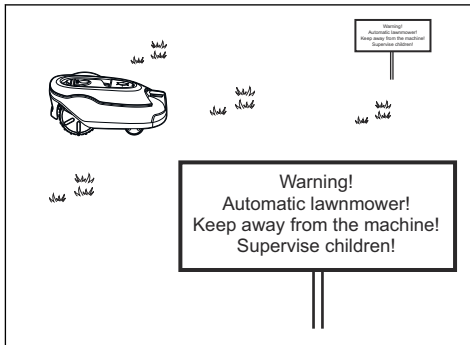 Warning!
Automatic lawnmower!
Keep away from the machine!
Supervise children!
Warning!
Automatic lawnmower!
Keep away from the machine!
Supervise children!